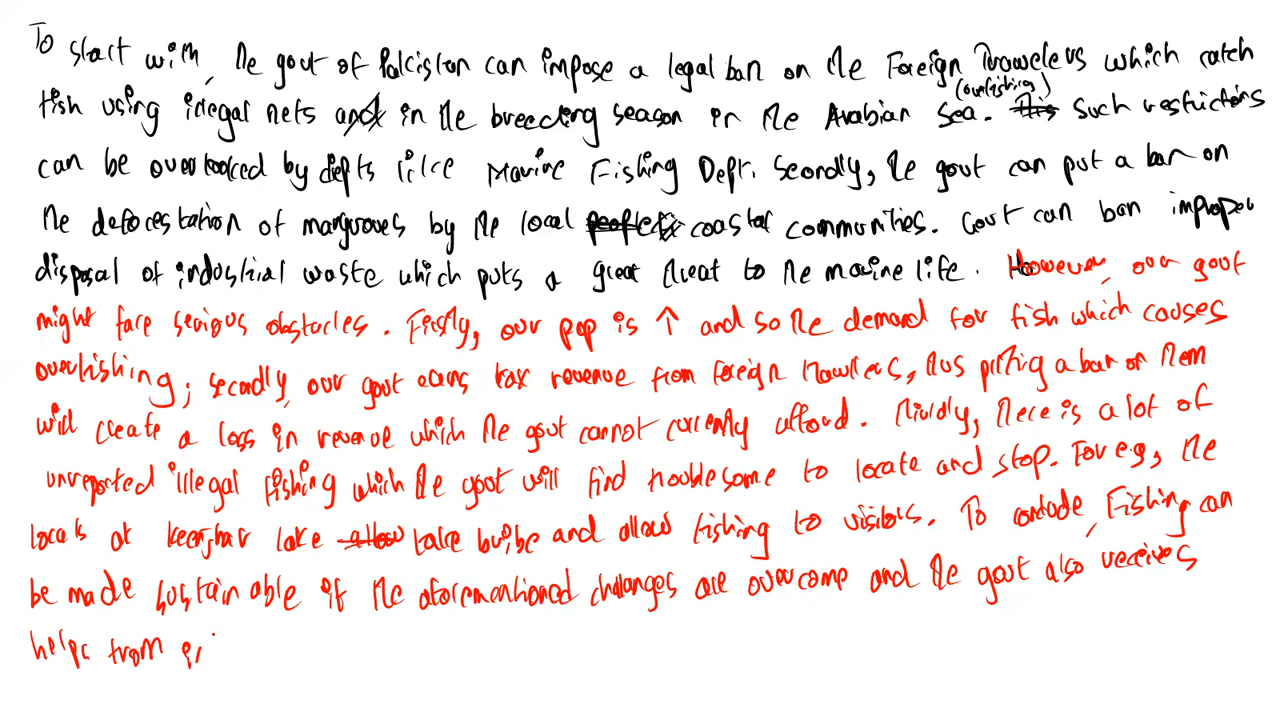 To start with, the govt of Pakistan can impose a legal ban on the Foreign Trawelers which catch
fish using illegal nets and in the breeding season in the Arabian Sea. (overfishing) This Such restrictions
can be overlooked by depts like Marine Fishing Dept. Secondly, the govt can put a ban on
the deforestation of mangroves by the local people coastal communities. Govt can ban improper
disposal of industrial waste which puts a great threat to the marine life. However, our govt
might face serious obstacles. Firstly, our pop is ↑ and so the demand for fish which causes
overfishing; secondly, our govt earns tax revenue from foreign trawlers, thus putting a ban on them
will create a loss in revenue which the govt cannot currently afford. Thirdly, there is a lot of
unreported illegal fishing which the govt will find troublesome to locate and stop. For e.g, the
locals at keenjhar lake allow take bribe and allow fishing to visitors. To conclude, Fishing can
be made sustainable if the aforementioned challanges are overcome and the govt also receives
helps from